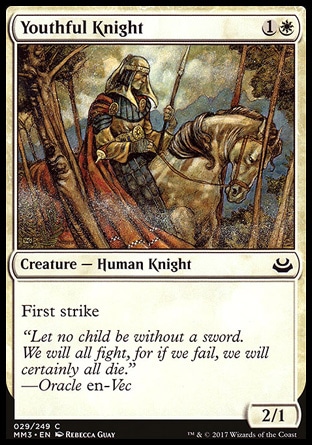 Youthful Knight 1
Creature — Human Knight
First strike
“Let no child be without a sword.
We will all fight, for if we fail, we will
certainly all die.”
—Oracle en-Vec
029/249 C
MM3 • EN Rebecca Guay
™ & © 2017 Wizards of the Coast
2/1